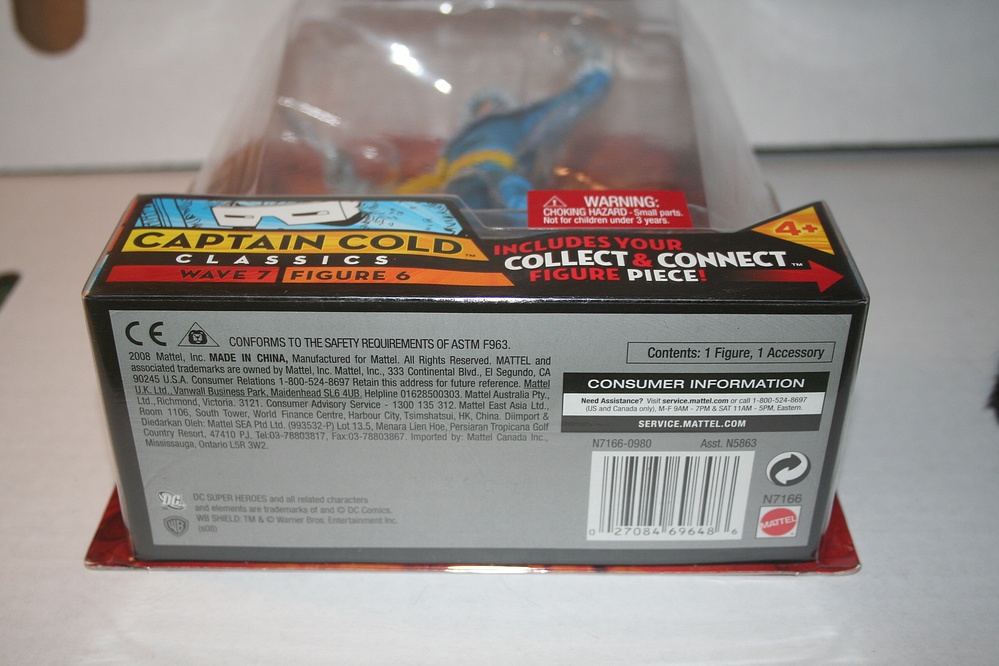 WARNING:
CHOKING HAZARD - Small parts.
Not for children under 3 years.
4+
CAPTAIN COLD™
CLASSICS
WAVE 7 FIGURE 6
INCLUDES YOUR
COLLECT & CONNECT™
FIGURE PIECE!
CE
CONFORMS TO THE SAFETY REQUIREMENTS OF ASTM F963.
2008 Mattel, Inc. MADE IN CHINA, Manufactured for Mattel. All Rights Reserved. MATTEL and
associated trademarks are owned by Mattel, Inc. Mattel, Inc., 333 Continental Blvd., El Segundo, CA
90245 U.S.A. Consumer Relations 1-800-524-8697 Retain this address for future reference. Mattel
U.K. Ltd., Vanwall Business Park, Maidenhead SL6 4UB. Helpline 01628500303. Mattel Australia Pty.,
Ltd., Richmond, Victoria. 3121. Consumer Advisory Service - 1300 135 312. Mattel East Asia Ltd.,
Room 1106, South Tower, World Finance Centre, Harbour City, Tsimshatsui, HK, China. Diimport &
Diedarkan Oleh: Mattel SEA Ptd Ltd. (993532-P) Lot 13.5, Menara Lien Hoe, Persiaran Tropicana Golf
Country Resort, 47410 PJ. Tel:03-78803817, Fax:03-78803867. Imported by: Mattel Canada Inc.,
Mississauga, Ontario L5R 3W2.
Contents: 1 Figure, 1 Accessory
CONSUMER INFORMATION
Need Assistance? Visit service.mattel.com or call 1-800-524-8697
(US and Canada only), M-F 9AM - 7PM & SAT 11AM - 5PM, Eastern.
SERVICE.MATTEL.COM
N7166-0980 Asst. N5863
0 27084 69648 6
N7166
MATTEL
DC
DC SUPER HEROES and all related characters
and elements are trademarks of and © DC Comics.
WB SHIELD: TM & © Warner Bros. Entertainment Inc.
(s08)
WB